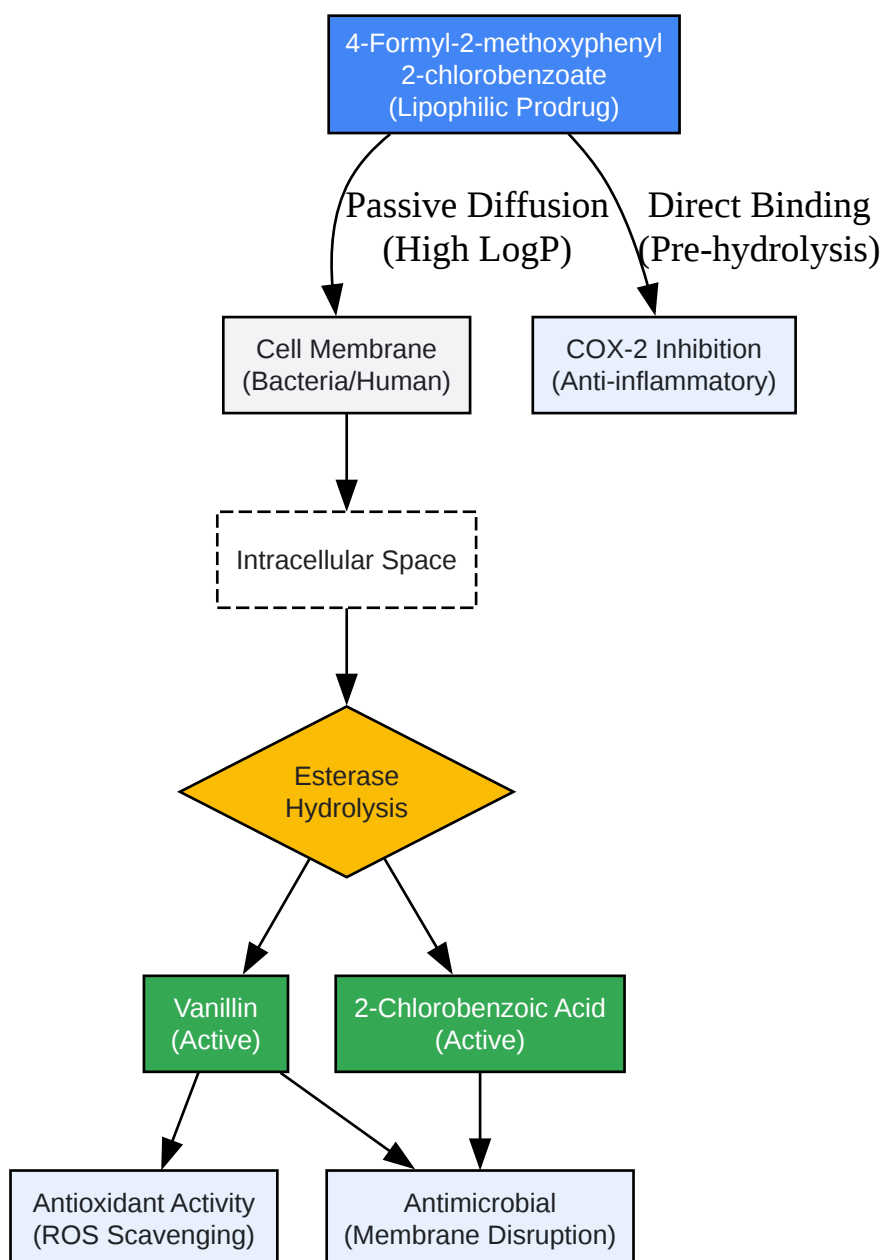 4-Formyl-2-methoxyphenyl
2-chlorobenzoate
(Lipophilic Prodrug)
Passive Diffusion
(High LogP)
Direct Binding
(Pre-hydrolysis)
Cell Membrane
(Bacteria/Human)
COX-2 Inhibition
(Anti-inflammatory)
Intracellular Space
Esterase
Hydrolysis
Vanillin
(Active)
2-Chlorobenzoic Acid
(Active)
Antioxidant Activity
(ROS Scavenging)
Antimicrobial
(Membrane Disruption)